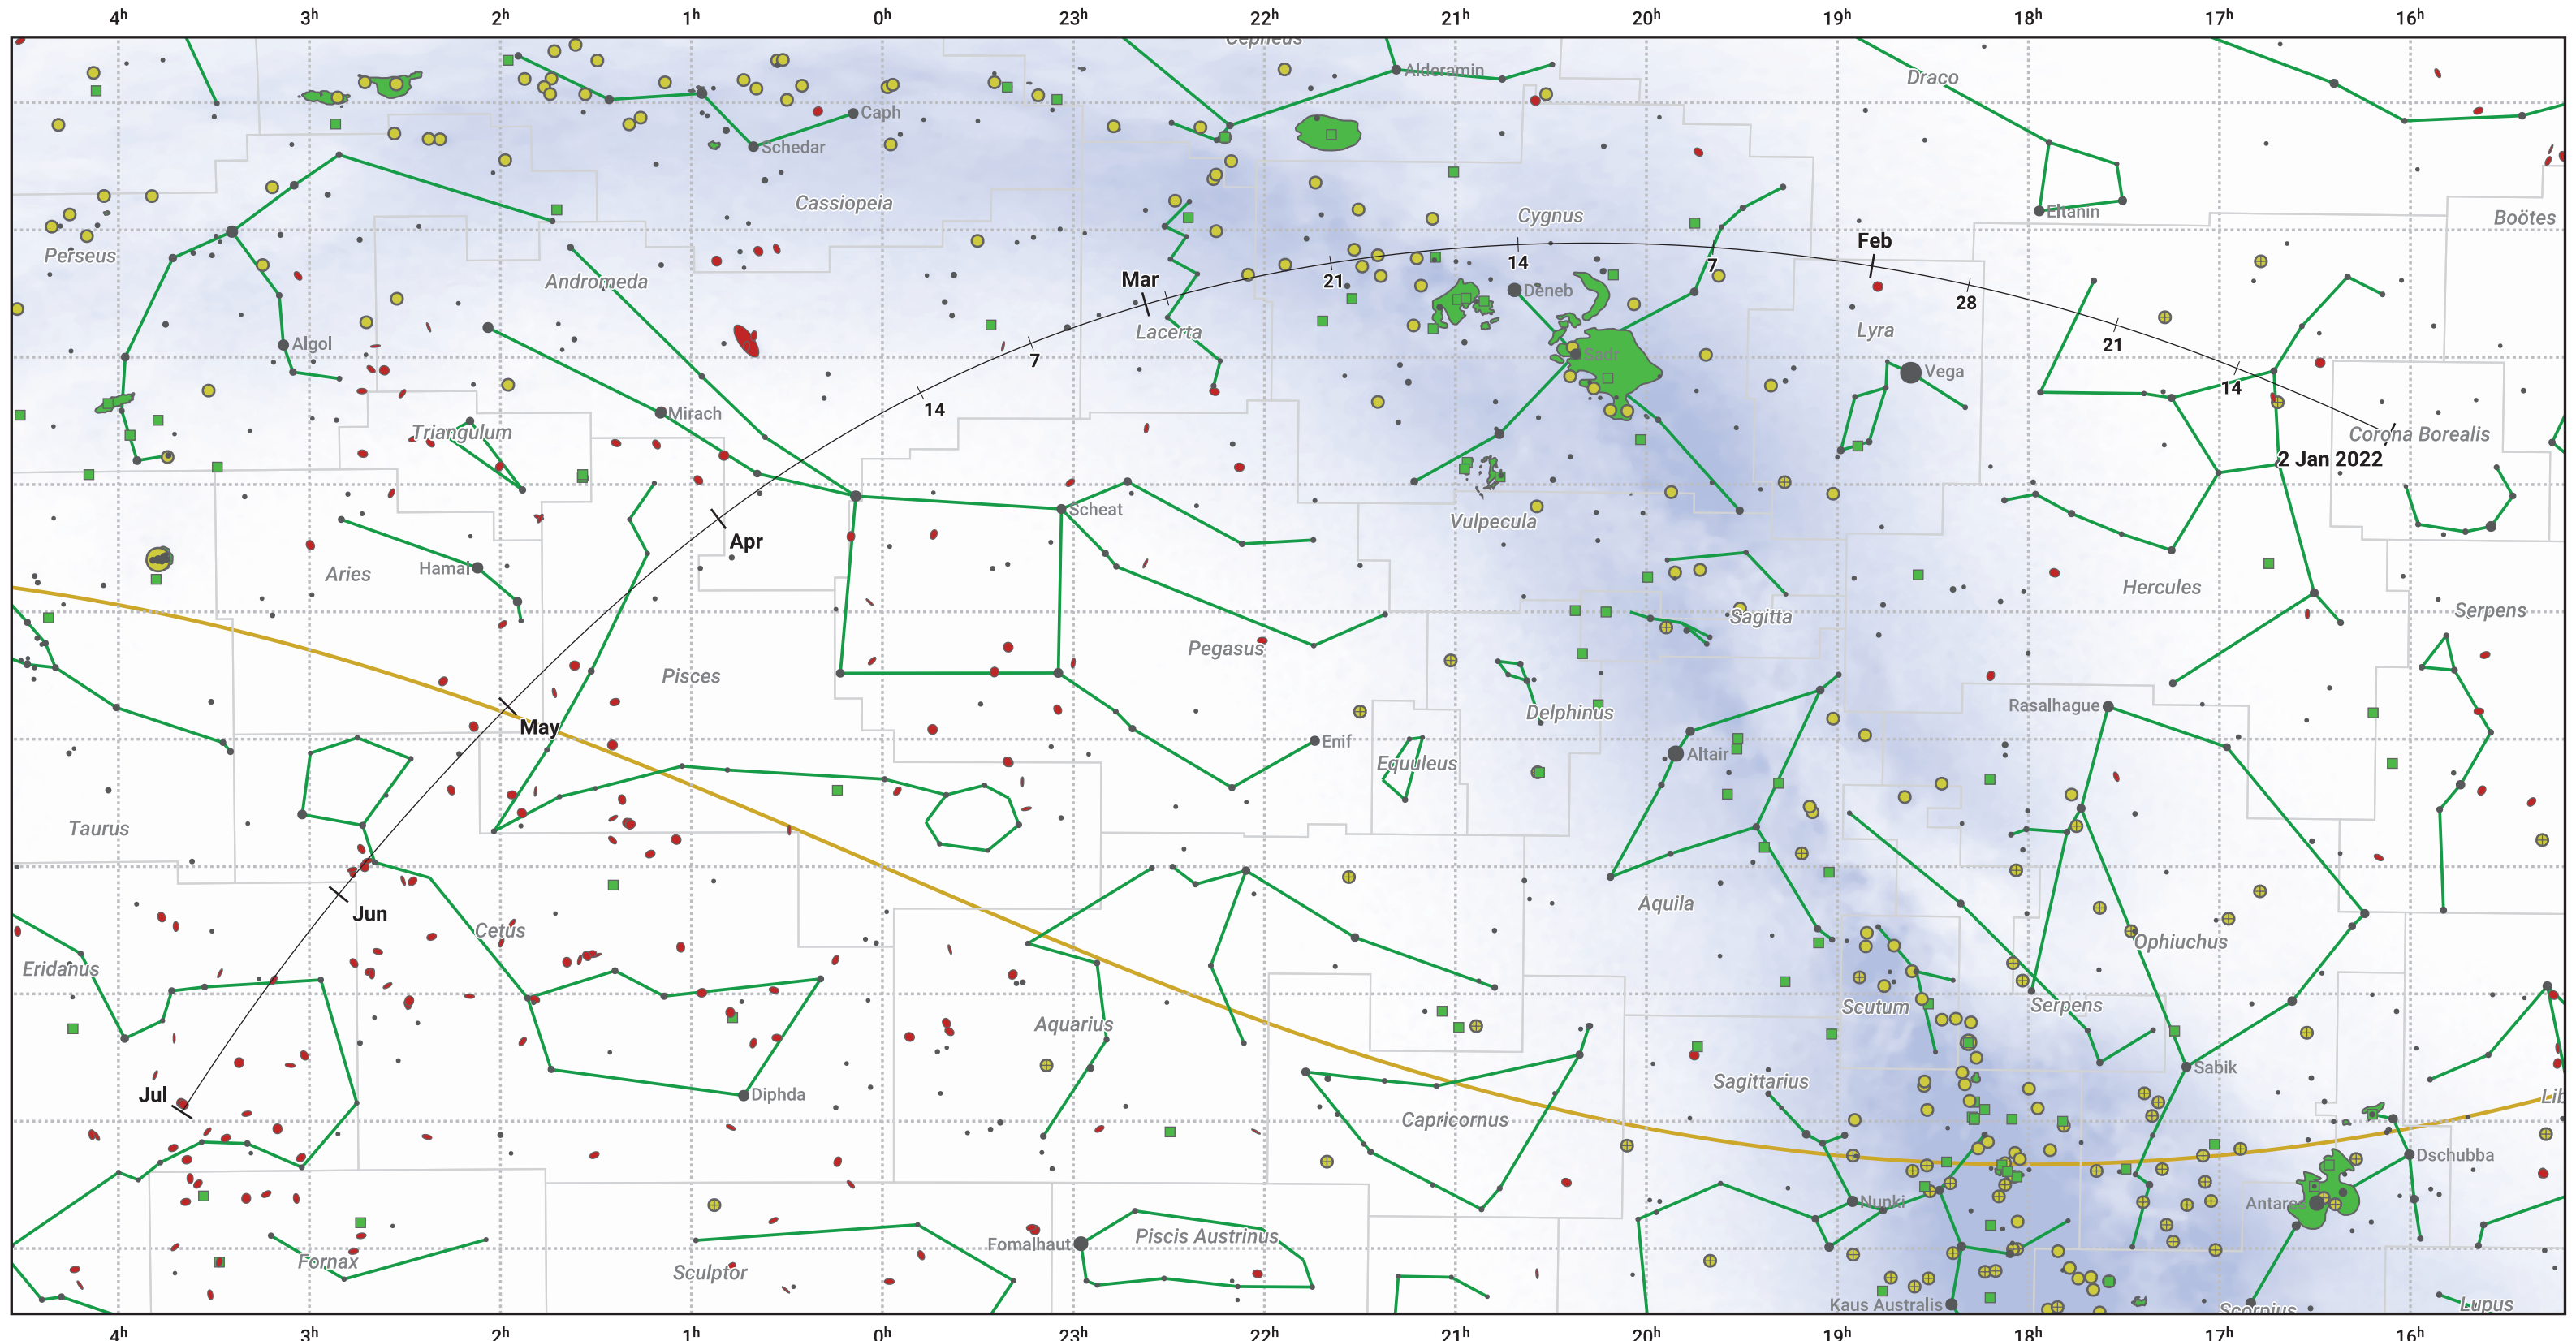 4h 3h 2h 1h 0h 23h 22h 21h 20h 19h 18h 17h 16h
Cepheus
Alderamin
Draco
Caph
Schedar
Cassiopeia
Eltanin
Cygnus
Boötes
Perseus
Feb
14
7
Andromeda
Mar
21
Deneb
28
Lacerta
Lyra
Algol
7
21
Sadr
Vega
14
14
Mirach
Triangulum
Corona Borealis
2 Jan 2022
Scheat
Vulpecula
Apr
Aries
Hamal
Hercules
Sagitta
Serpens
Pegasus
Pisces
Rasalhague
Delphinus
May
Enif
Altair
Equuleus
Taurus
Aquila
Jun
Cetus
Ophiuchus
Eridanus
Scutum
Serpens
Aquarius
Sabik
Sagittarius
Jul
Diphda
Lib
Capricornus
Dschubba
Nunki
Antares
Fomalhaut
Piscis Austrinus
Fornax
Sculptor
Kaus Australis
Scorpius
Lupus
4h 3h 2h 1h 0h 23h 22h 21h 20h 19h 18h 17h 16h